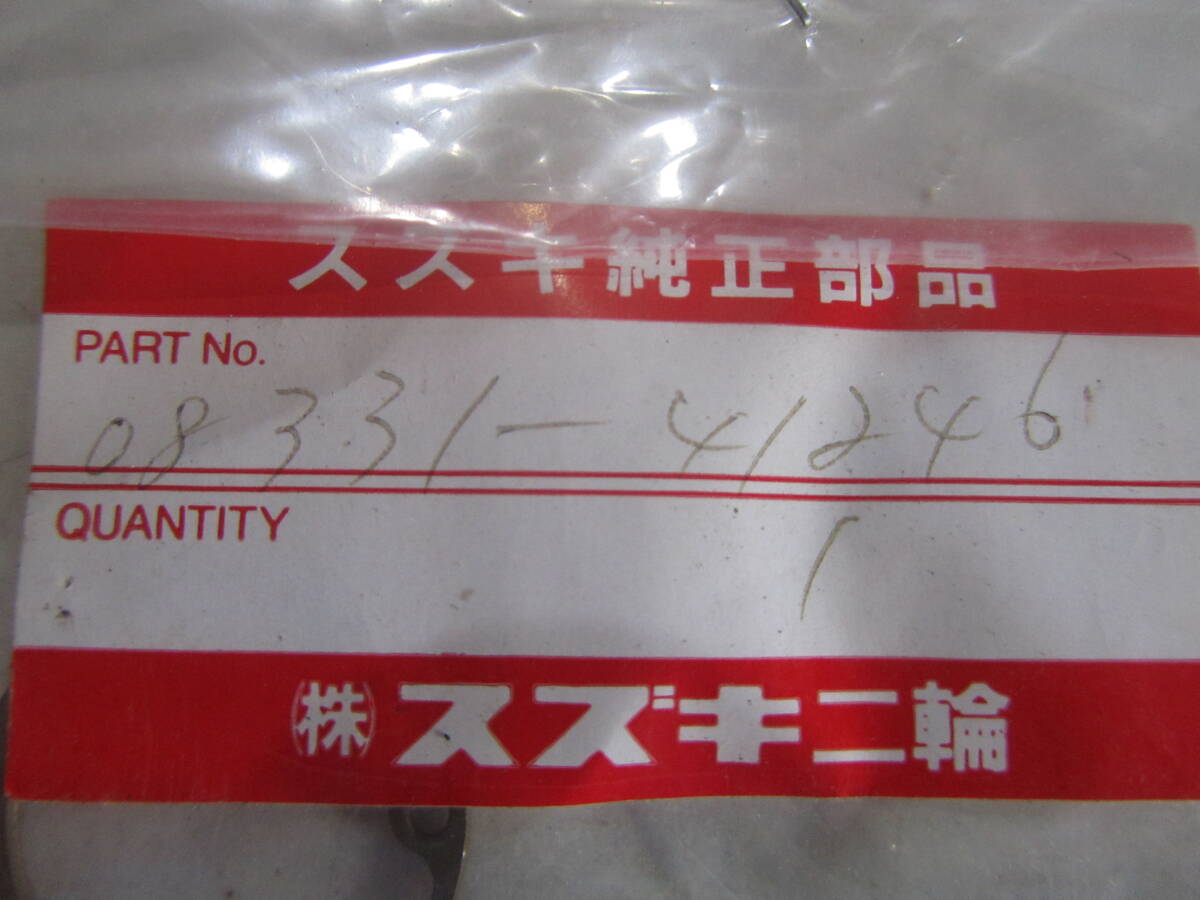 スズキ純正部品
PART No.
08331-41246
QUANTITY
1
(株)スズキ二輪